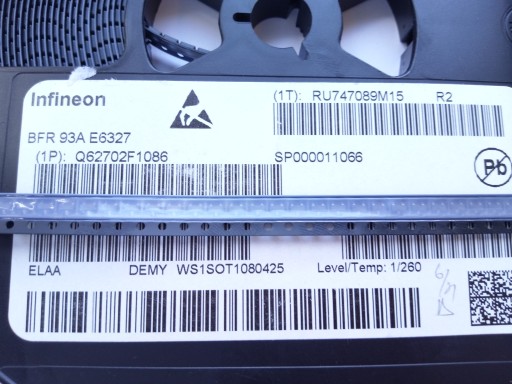 Infineon
(1T): RU747089M15 R2
BFR 93A E6327
(1P): Q62702F1086 SP000011066
Pb
ELAA DEMY WS1SOT1080425 Level/Temp: 1/260